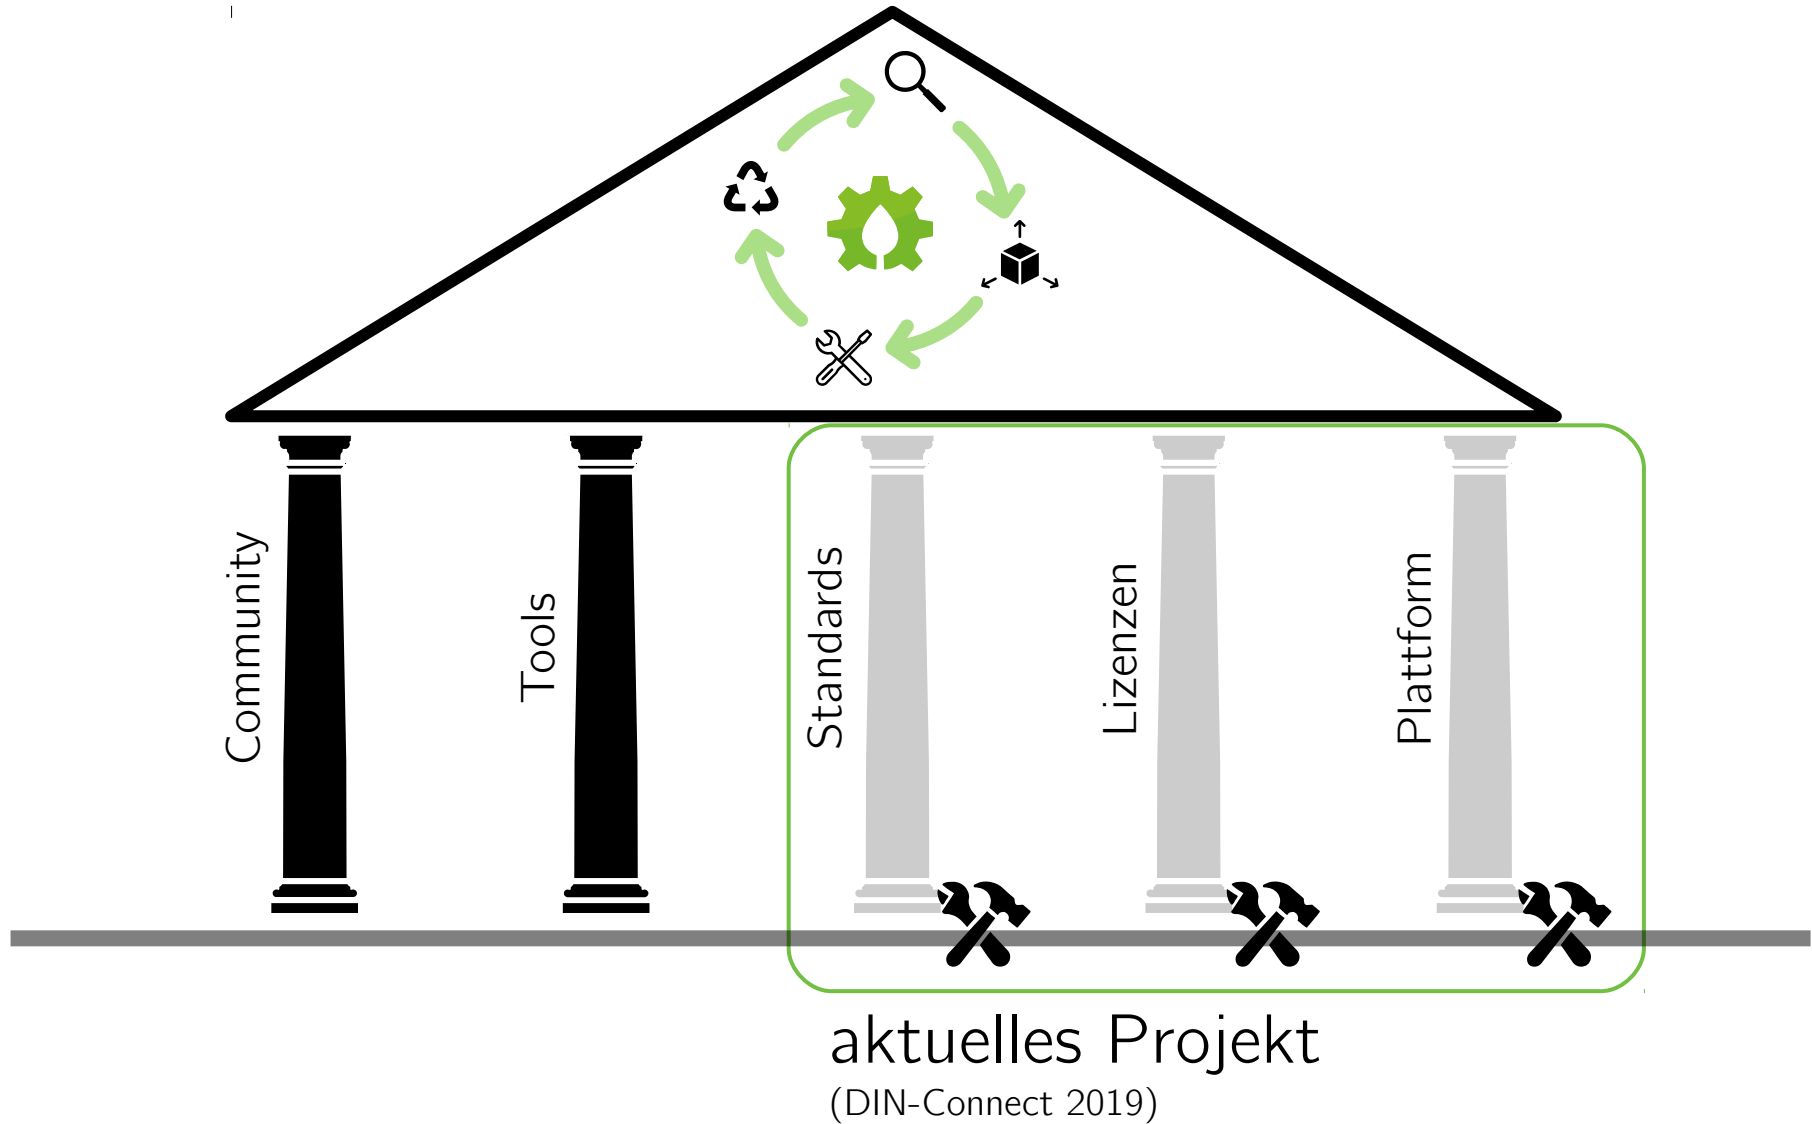 Community
Tools
Standards
Lizenzen
Plattform
aktuelles Projekt
(DIN-Connect 2019)